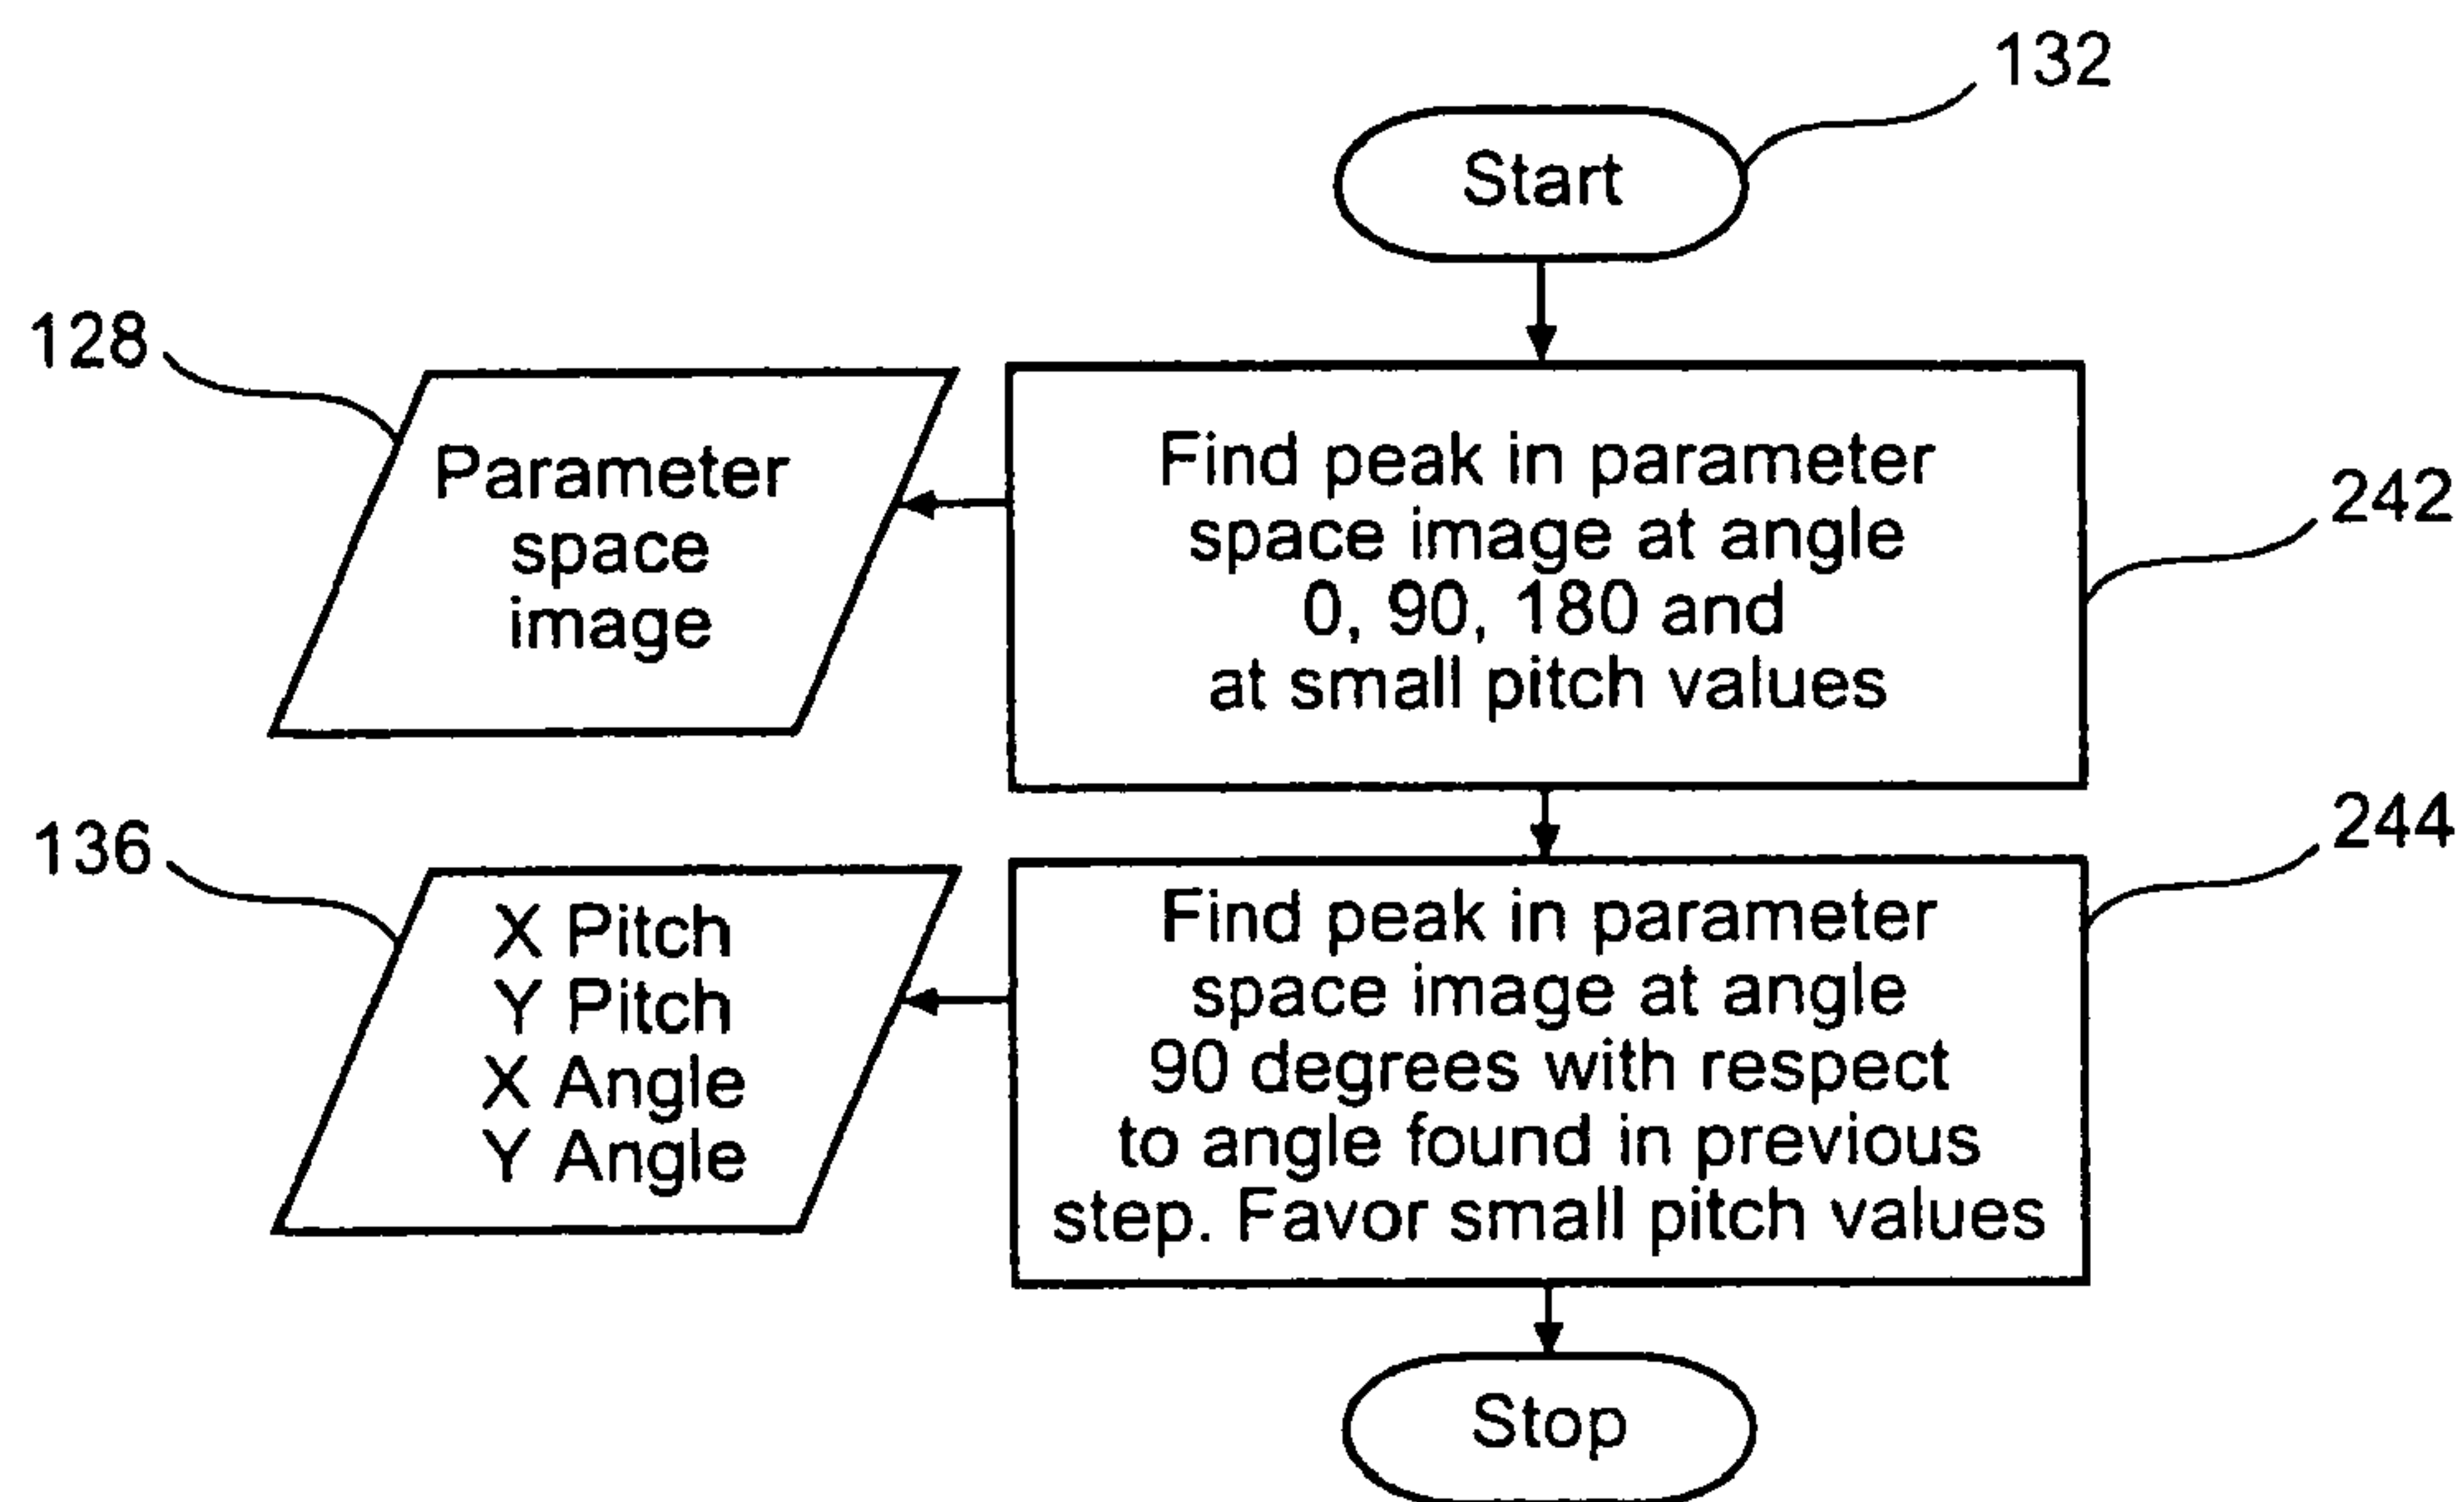 132
Start
128
Parameter
space
image
Find peak in parameter
space image at angle
0, 90, 180 and
at small pitch values
242
136
X Pitch
Y Pitch
X Angle
Y Angle
Find peak in parameter
space image at angle
90 degrees with respect
to angle found in previous
step. Favor small pitch values
244
Stop